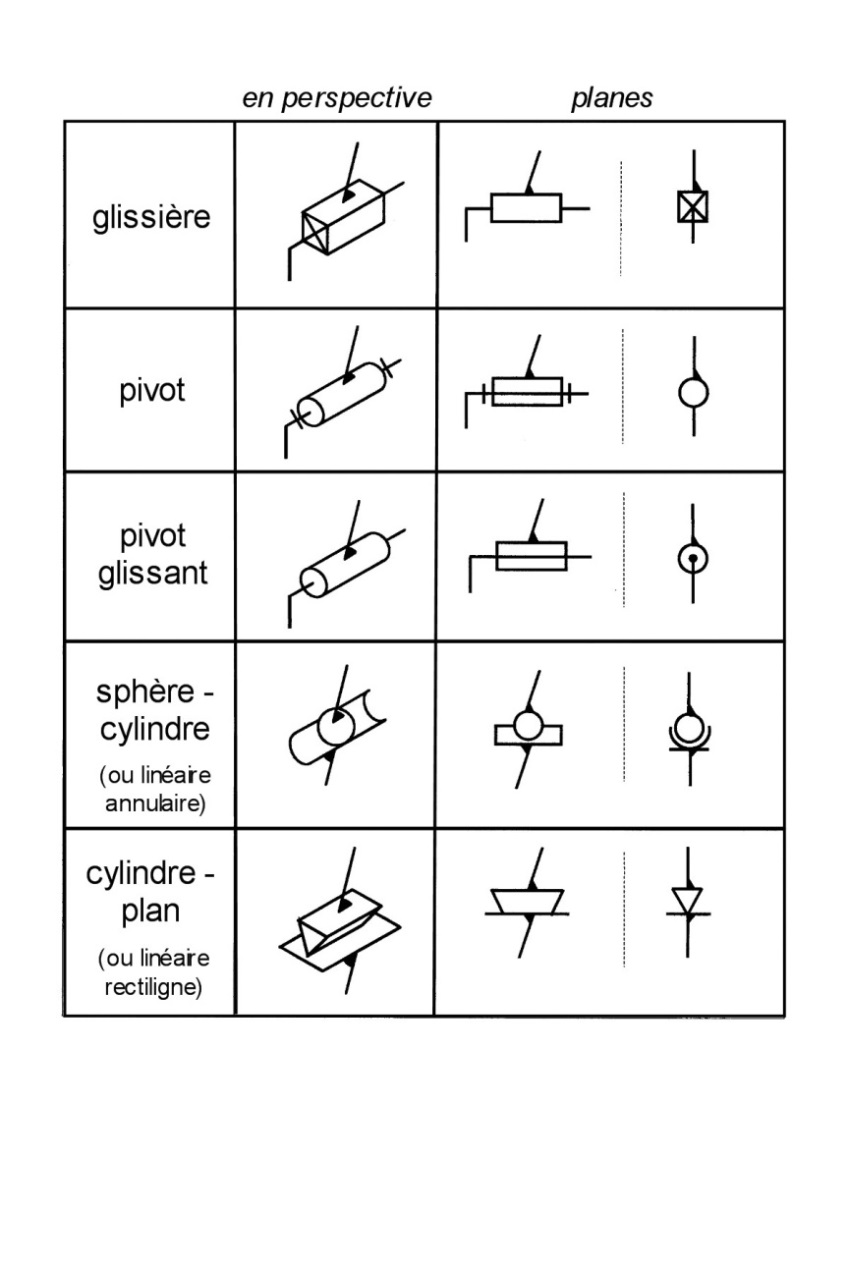 en perspective planes
glissière
pivot
pivot
glissant
sphère -
cylindre
(ou linéaire
annulaire)
cylindre -
plan
(ou linéaire
rectiligne)